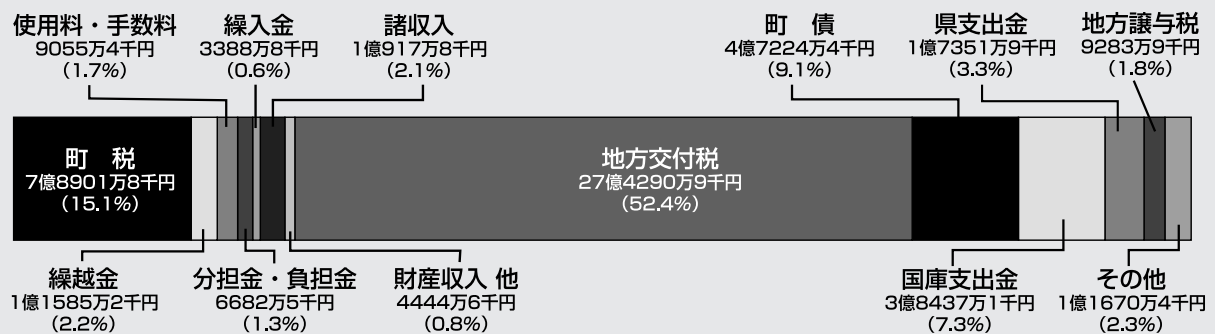 使用料・手数料
9055万4千円
(1.7%)
繰入金
3388万8千円
(0.6%)
諸収入
1億917万8千円
(2.1%)
町 債
4億7224万4千円
(9.1%)
県支出金
1億7351万9千円
(3.3%)
地方譲与税
9283万9千円
(1.8%)
町 税
7億8901万8千円
(15.1%)
地方交付税
27億4290万9千円
(52.4%)
繰越金
1億1585万2千円
(2.2%)
分担金・負担金
6682万5千円
(1.3%)
財産収入 他
4444万6千円
(0.8%)
国庫支出金
3億8437万1千円
(7.3%)
その他
1億1670万4千円
(2.3%)